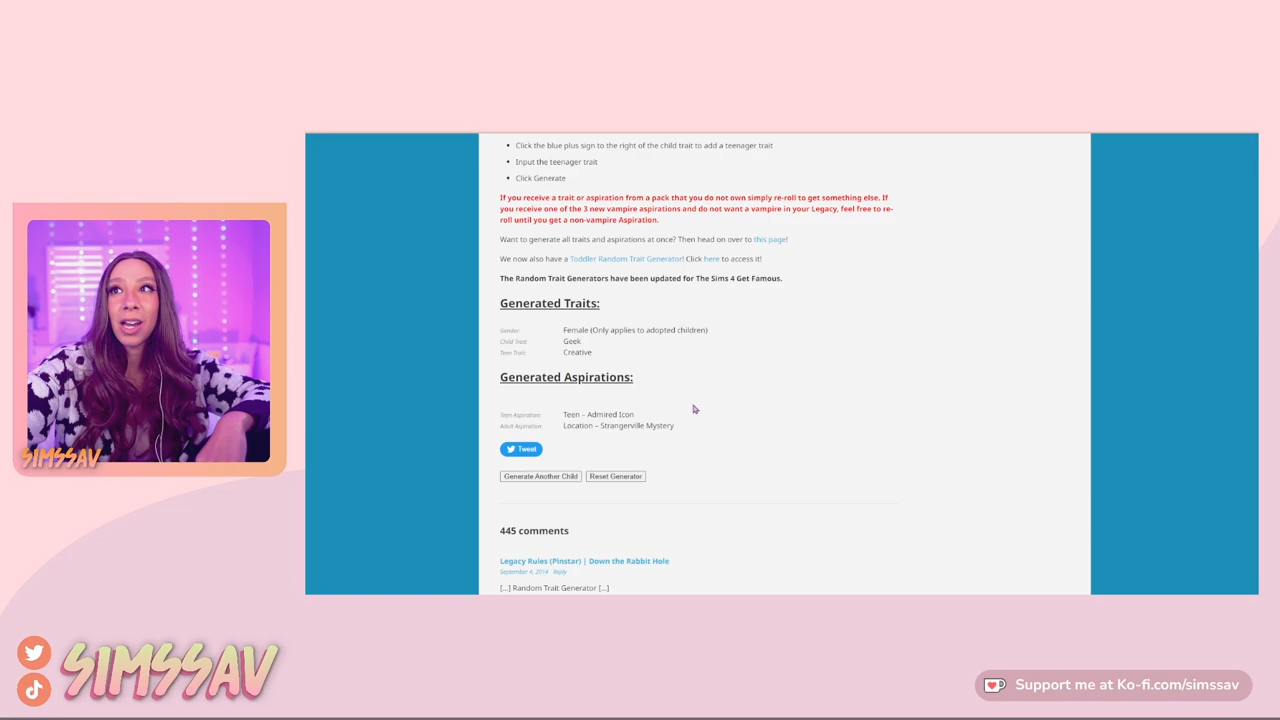 Click the blue plus sign to the right of the child trait to add a teenager trait
Input the teenager trait
Click Generate
If you receive a trait or aspiration from a pack that you do not own simply re-roll to get something else. If
you receive one of the 3 new vampire aspirations and do not want a vampire in your Legacy, feel free to re-
roll until you get a non-vampire Aspiration.
Want to generate all traits and aspirations at once? Then head on over to this page!
We now also have a Toddler Random Trait Generator! Click here to access it!
The Random Trait Generators have been updated for The Sims 4 Get Famous.
Generated Traits:
Gender: Female (Only applies to adopted children)
Child Trait: Geek
Teen Trait: Creative
Generated Aspirations:
Teen Aspiration: Teen – Admired Icon
Adult Aspiration: Location – Strangerville Mystery
Tweet
Generate Another Child Reset Generator
445 comments
Legacy Rules (Pinstar) | Down the Rabbit Hole
September 4, 2014 Reply
[...] Random Trait Generator [...]
SIMSSAV
SIMSSAV
Support me at Ko-fi.com/simssav